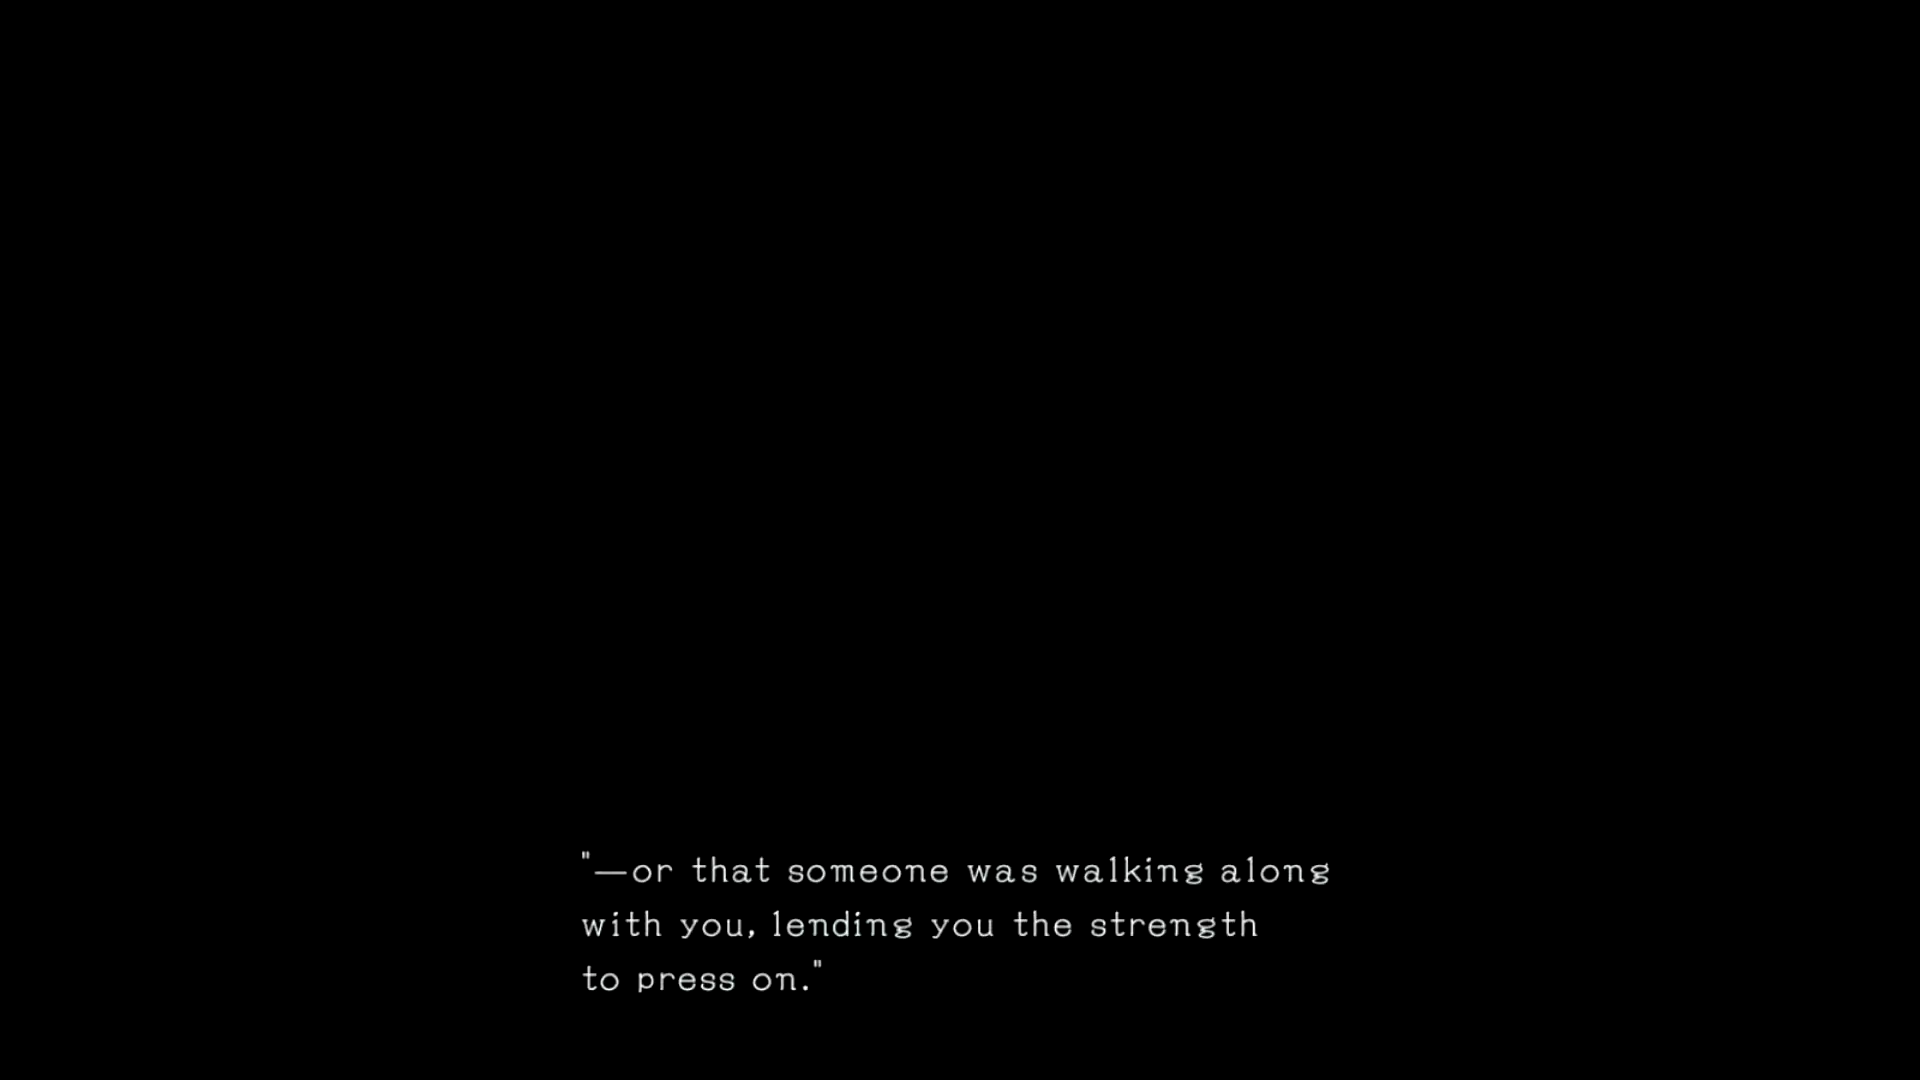 "—or that someone was walking along
with you, lending you the strength
to press on."